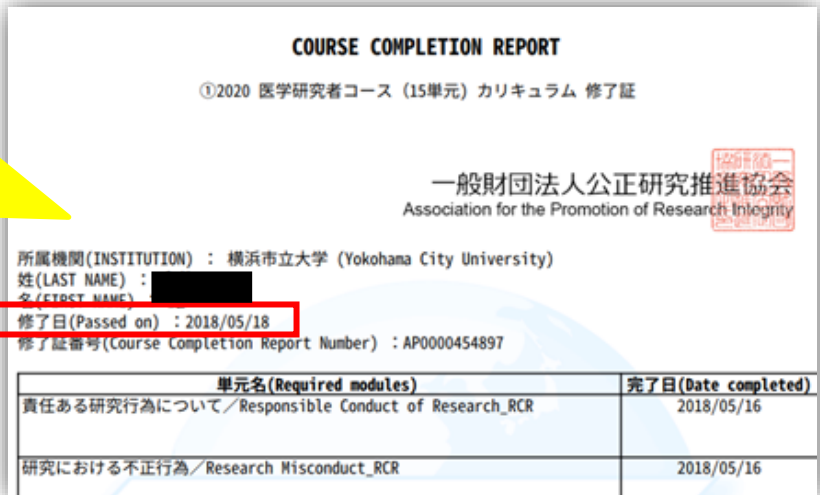 COURSE COMPLETION REPORT
①2020 医学研究者コース (15単元) カリキュラム 修了証
一般財団法人公正研究推進協会
Association for the Promotion of Research Integrity
所属機関(INSTITUTION) : 横浜市立大学 (Yokohama City University)
姓(LAST NAME) :
名(FIRST NAME) :
修了日(Passed on) :2018/05/18
修了証番号(Course Completion Report Number) :AP0000454897
単元名(Required modules) 完了日(Date completed)
責任ある研究行為について／Responsible Conduct of Research_RCR 2018/05/16
研究における不正行為／Research Misconduct_RCR 2018/05/16